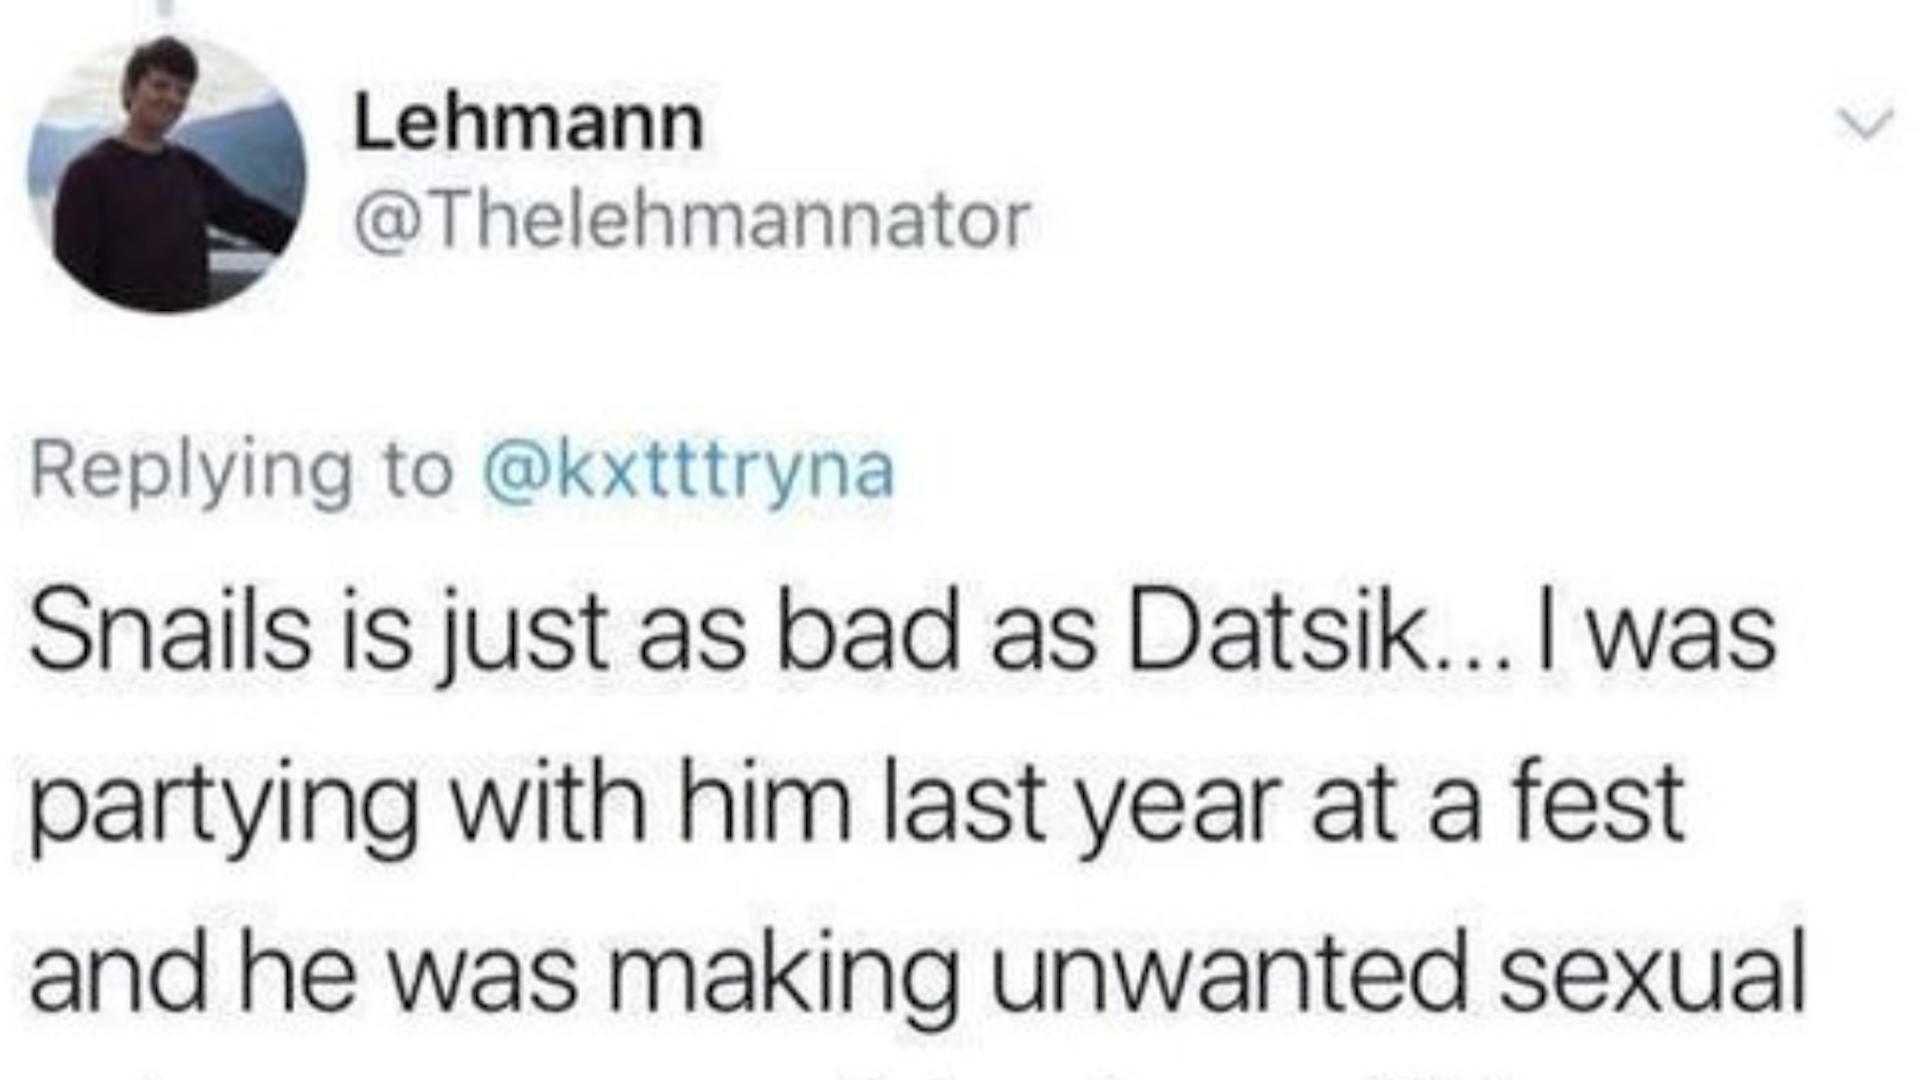 Lehmann
@Thelehmannator
Replying to @kxtttryna
Snails is just as bad as Datsik... I was
partying with him last year at a fest
and he was making unwanted sexual